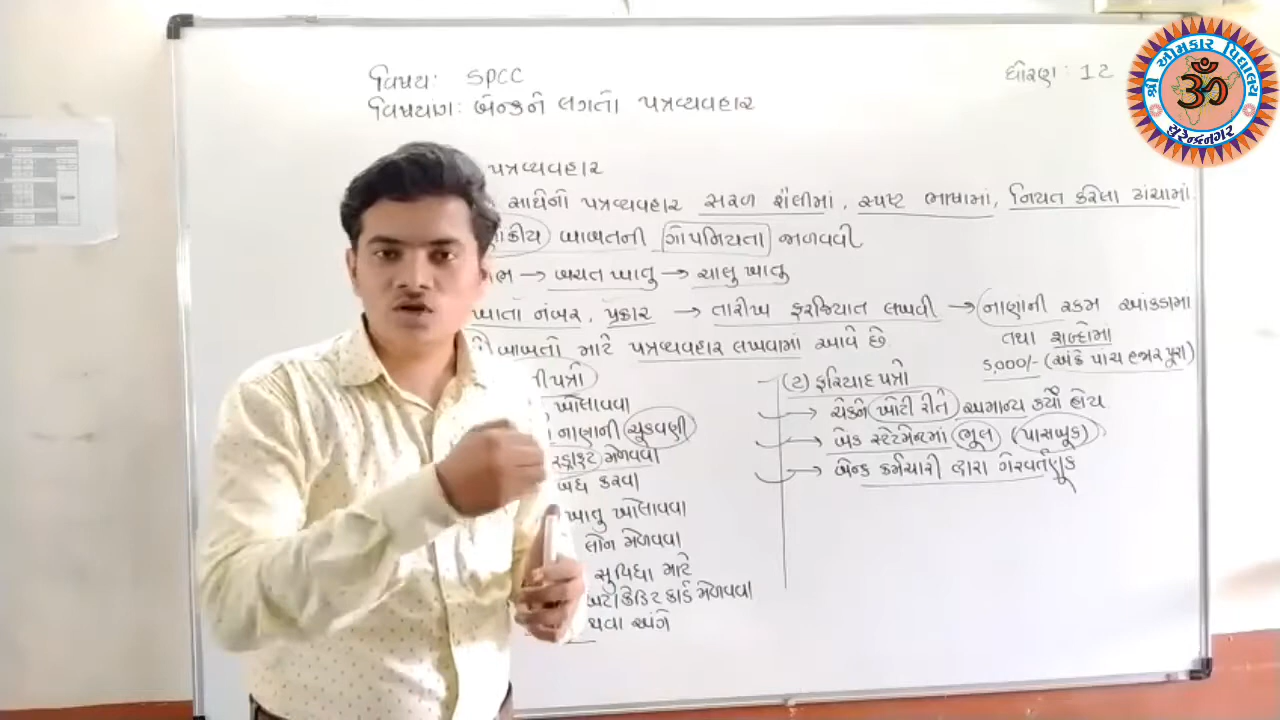 વિષય: SPCC
ધોરણ: 12
વિષયાંગ: બેન્કને લગતો પત્રવ્યવહાર
પત્રવ્યવહાર
સાથેનો પત્રવ્યવહાર સરળ શૈલીમાં, સ્પષ્ટ ભાષામાં, નિયત કરેલા ઢાંચામાં.
બાબતની ગોપનિયતા જાળવવી
→ બચત ખાતુ → ચાલુ ખાતુ
ખાતા નંબર, પ્રકાર → તારીખ ફરજિયાત લખવી → નાણાંની રકમ આંકડામાં
તથા શબ્દોમાં
બાબતો માટે પત્રવ્યવહાર લખવામાં આવે છે
5,000/- (અંકે પાંચ હજાર પૂરા)
(2) ફરિયાદ પત્રો
ખોલાવવા
→ ચેકને ખોટી રીતે અમાન્ય કર્યો હોય
નાણાંની ચૂકવણી
→ બેંક સ્ટેટમેન્ટમાં ભૂલ (પાસબૂક)
ડ્રાફ્ટ મેળવવા
→ બેન્ક કર્મચારી દ્વારા ગેરવર્તણૂક
બંધ કરવા
ખાતુ ખોલાવવા
લોન મેળવવા
સુવિધા માટે
ક્રેડિટ કાર્ડ મેળવવા
થવા અંગે
શ્રી ઓમકાર વિદ્યાલય
ॐ
સુરેન્દ્રનગર